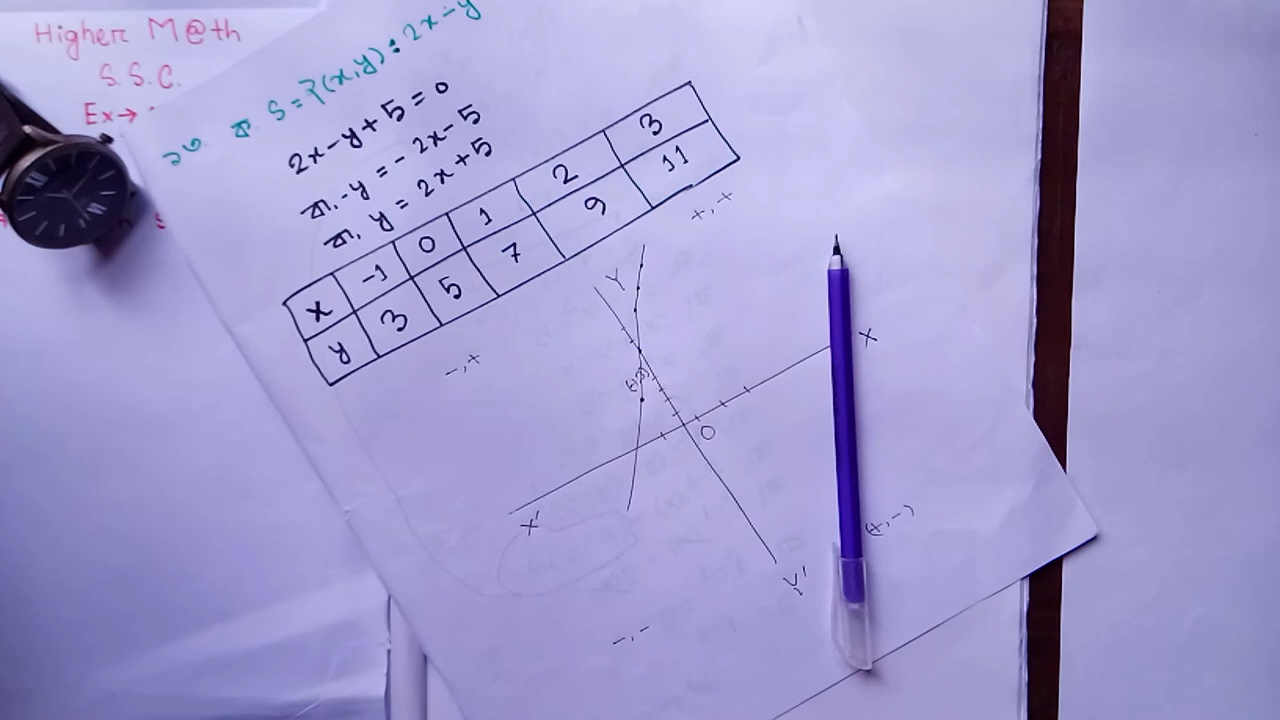 Higher M@th
S.S.C.
Ex→
২৩. ক. S = {(x,y) : 2x-y
2x-y+5=0
বা, -y = -2x-5
বা, y = 2x+5
x -1 0 1 2 3
y 3 5 7 9 11
+,+
-,+
Y
(-1,3)
X
O
X'
Y'
(+,-)
-,-